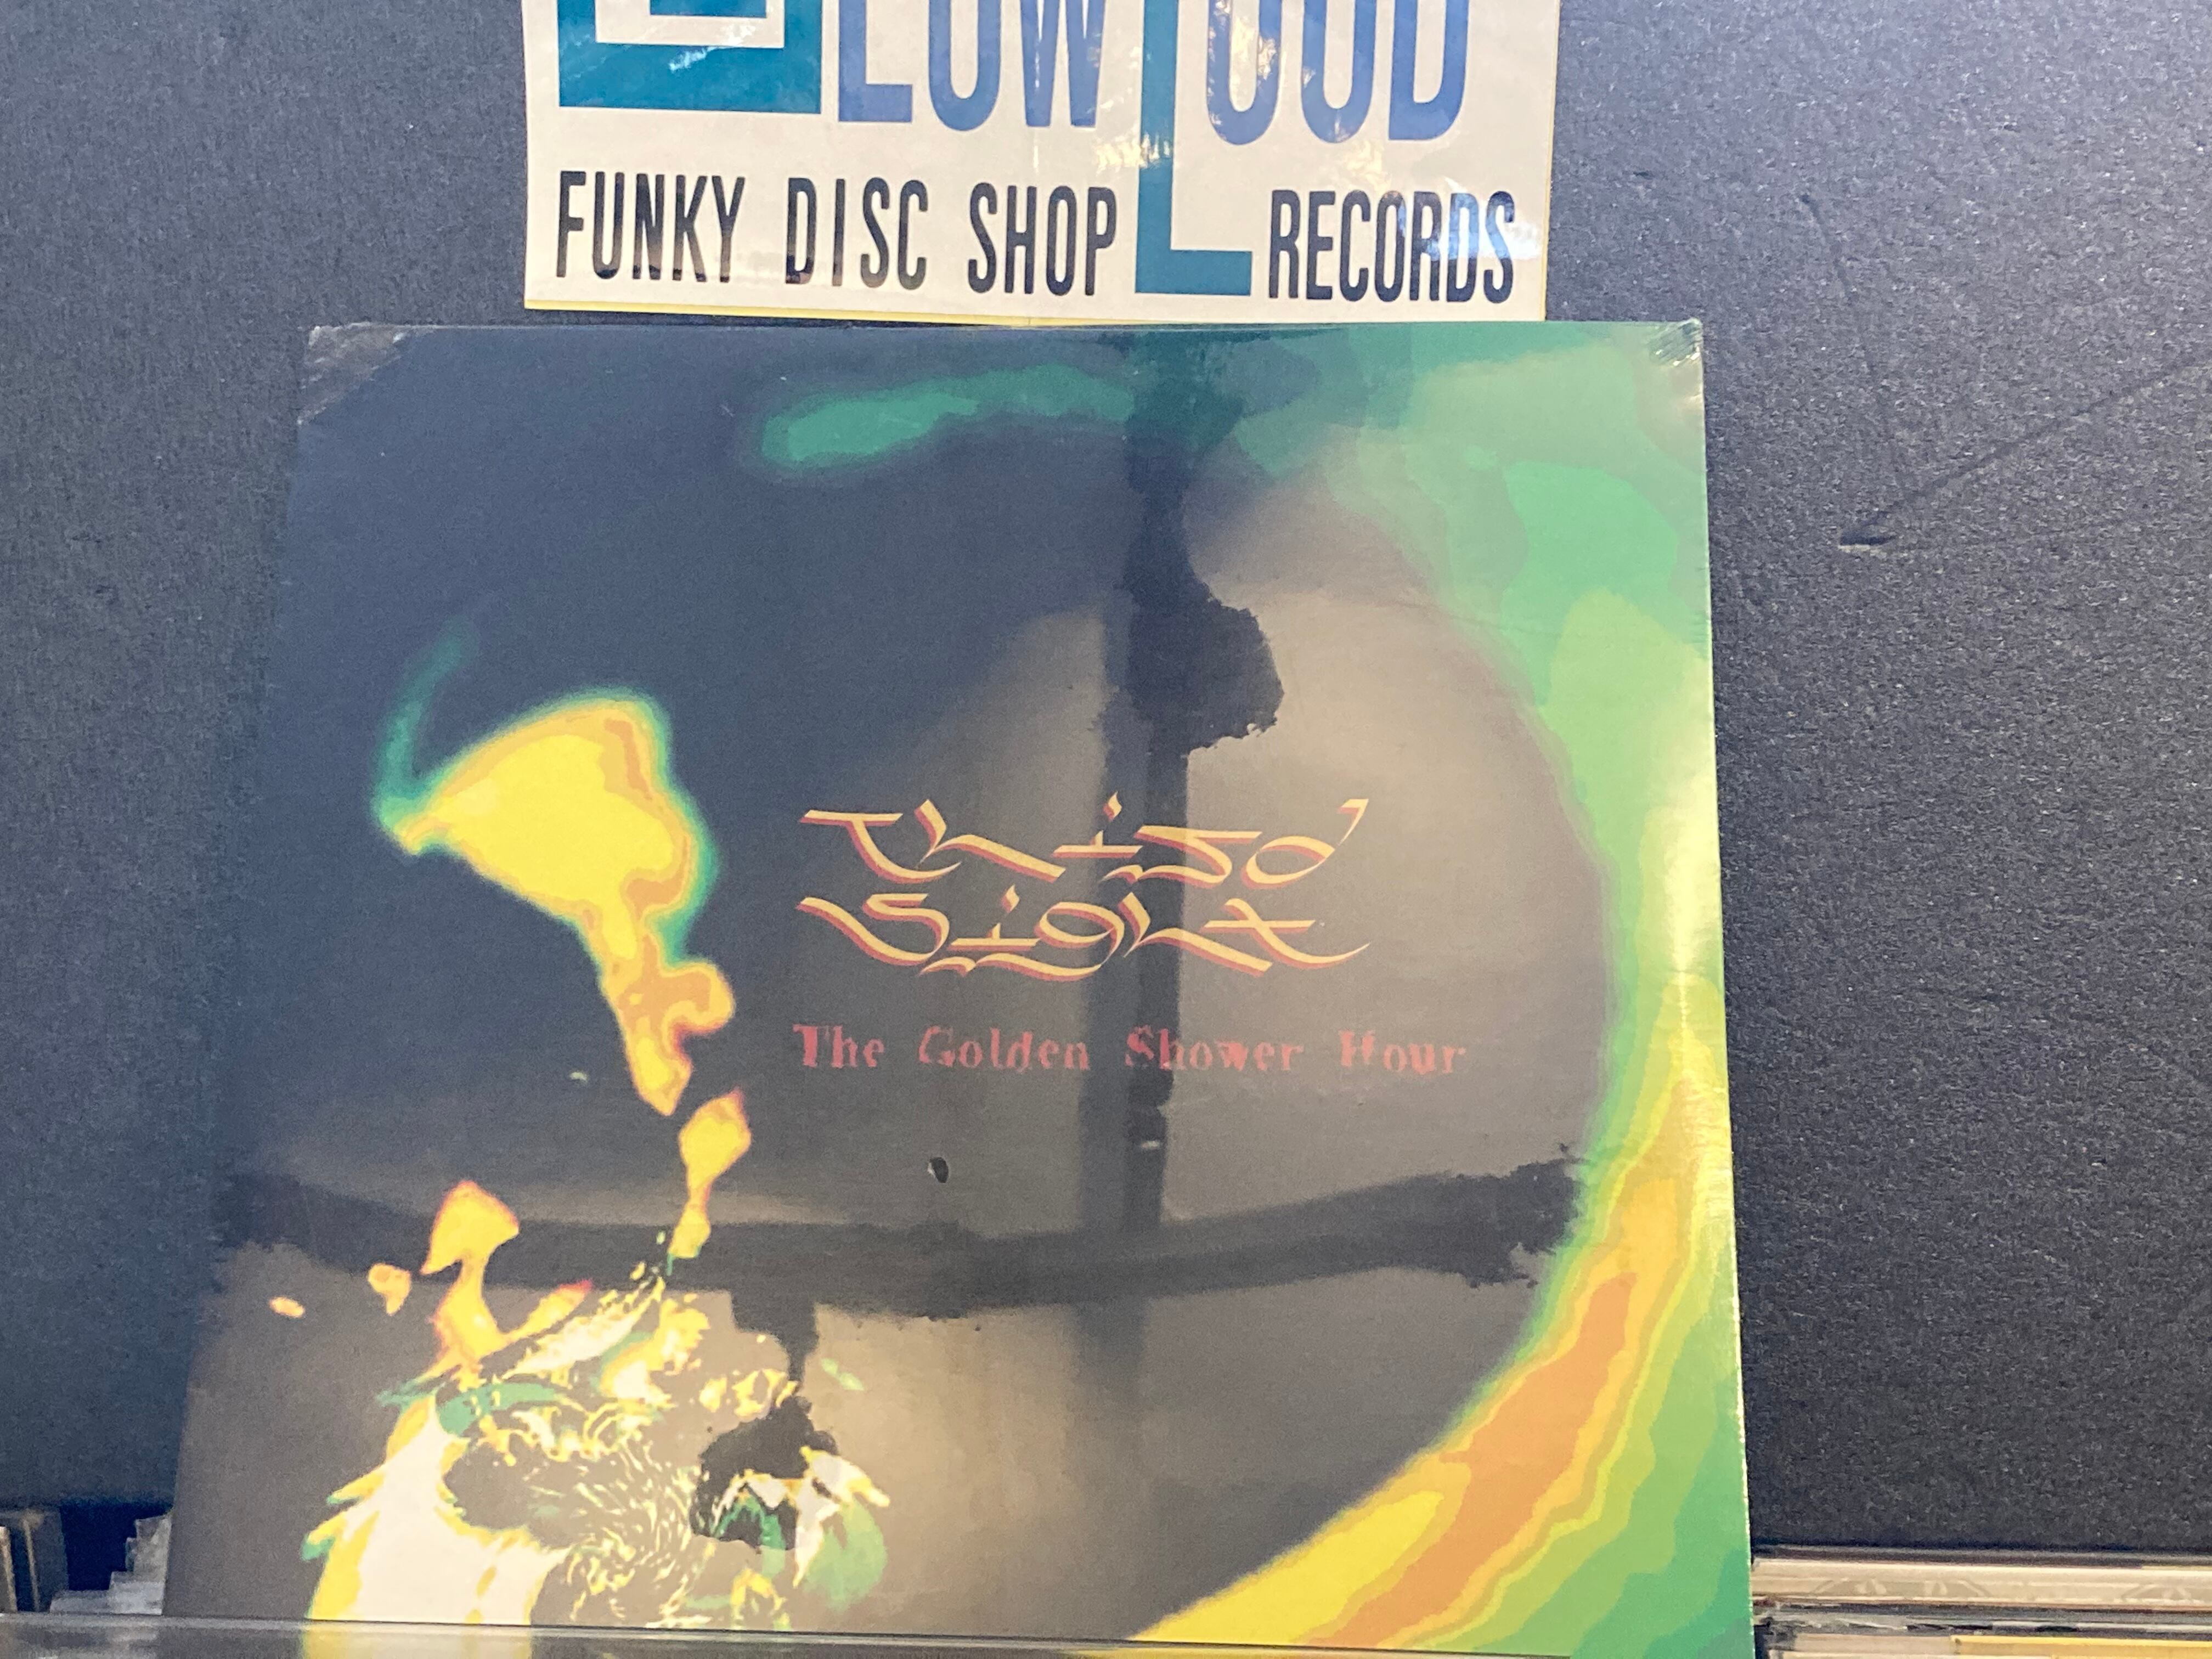 LOW LOUD
FUNKY DISC SHOP RECORDS
Third
Sight
The Golden Shower Hour